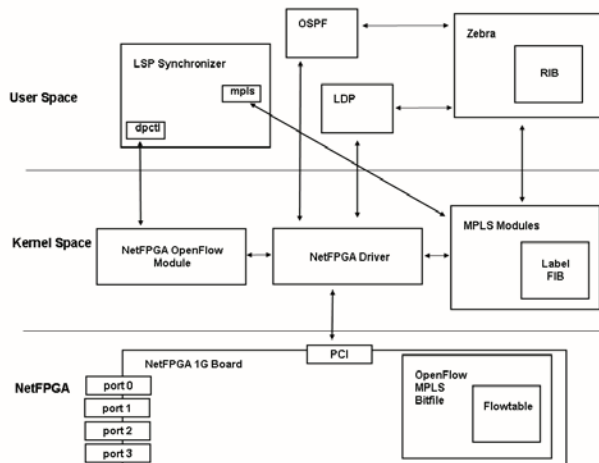 OSPF
Zebra
LSP Synchronizer
mpls
RIB
User Space
LDP
dpctl
MPLS Modules
Kernel Space
NetFPGA OpenFlow
Module
NetFPGA Driver
Label
FIB
PCI
NetFPGA 1G Board
OpenFlow
MPLS
Bitfile
NetFPGA
port 0
port 1
port 2
port 3
Flowtable